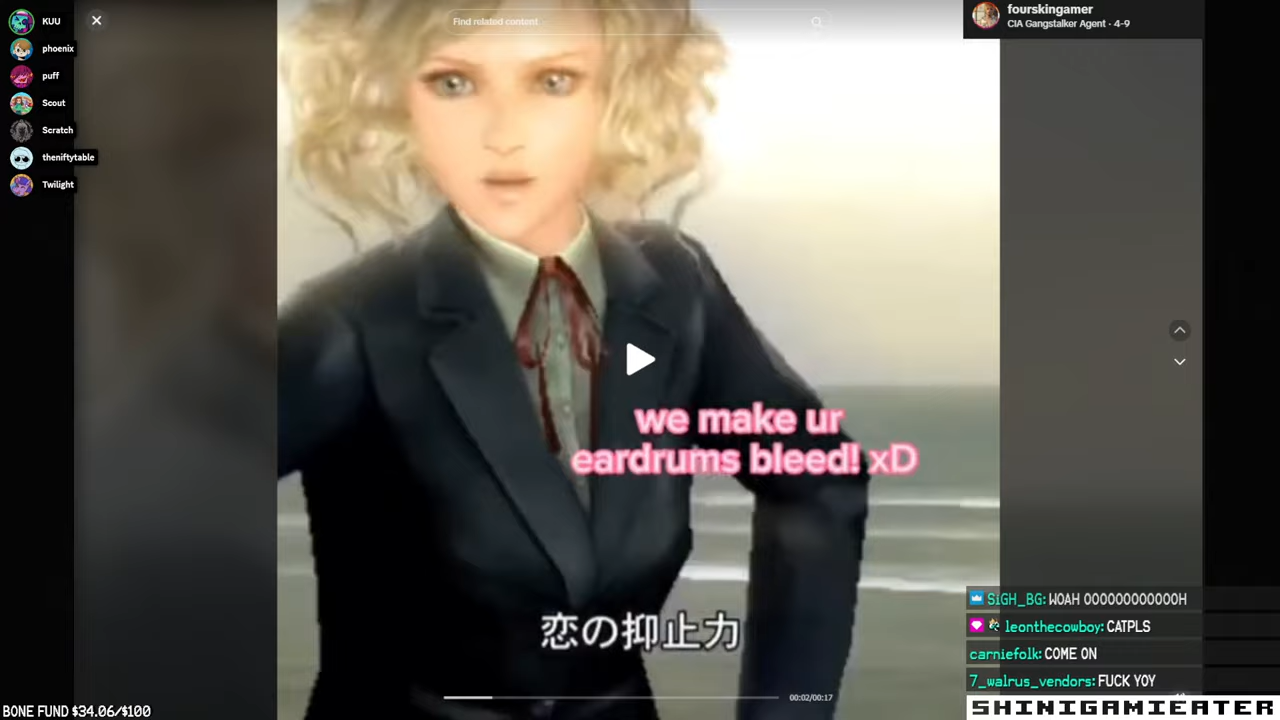 KUU
phoenix
puff
Scout
Scratch
theniftytable
Twilight
Find related content
fourskingamer
CIA Gangstalker Agent · 4-9
we make ur
eardrums bleed! xD
恋の抑止力
00:02/00:17
SiGH_BG: WOAH OOOOOOOOOOOOH
leonthecowboy: CATPLS
carniefolk: COME ON
7_walrus_vendors: FUCK YOY
BONE FUND $34.06/$100
SHINIGAMIEATER